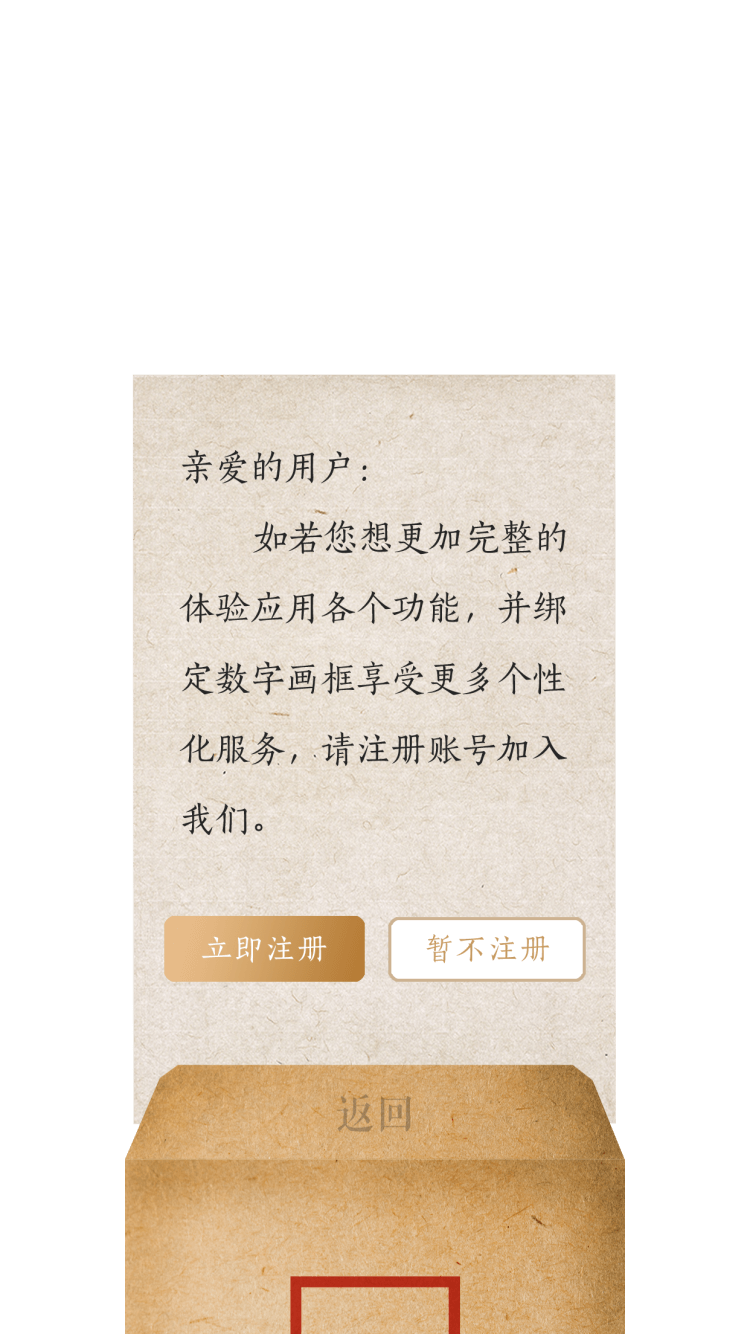 亲爱的用户：
如若您想更加完整的
体验应用各个功能，并绑
定数字画框享受更多个性
化服务，请注册账号加入
我们。
立即注册
暂不注册
返回